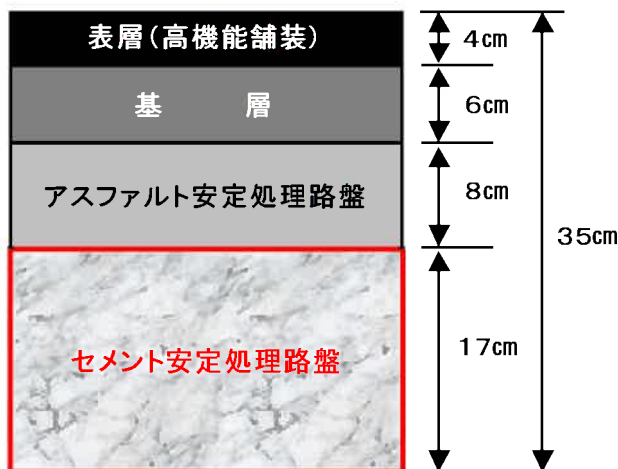 表層(高機能舗装)
4㎝
基　　層
6㎝
アスファルト安定処理路盤
8㎝
35㎝
セメント安定処理路盤
17㎝